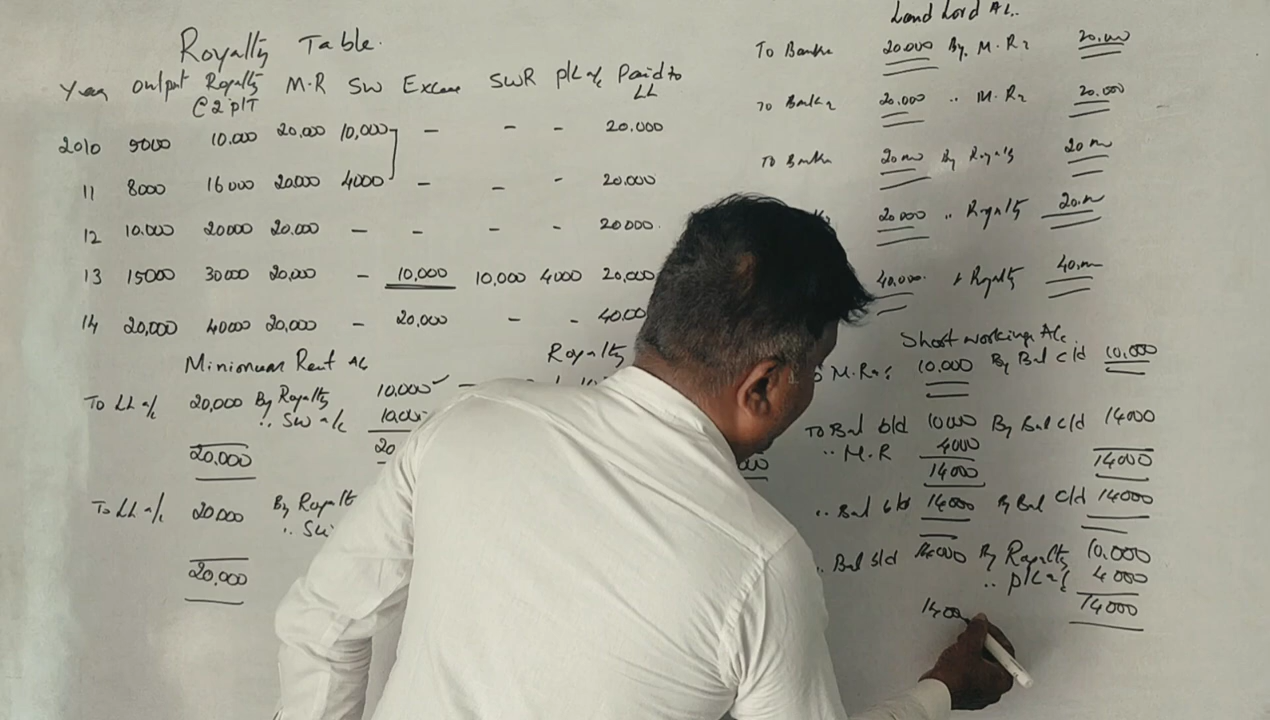 Royalty Table.
Year Output Royalty M.R SW Excess SWR P/L a/c Paid to
@ 2 p/T LL
2010 5000 10.000 20,000 10,000 - - - 20.000
11 8000 16000 20,000 4000 - - - 20.000
12 10.000 20000 20.000 - - - - 20000.
13 15000 30000 20,000 - 10,000 10,000 4000 20,000
14 20,000 40000 20,000 - 20,000 - -
Minimum Rent A/c
To LL a/c 20,000 By Royalty 10,000
" SW a/c
20,000
To LL a/c 20,000 By Royalt
"
20,000
Royalty
Land Lord A/c.
To Bank 20.000 By M.R 20.000
To Bank 20.000 " M.R 20.000
To Bank 20.000 By Royalty 20.000
20.000 " Royalty 20.000
40,000. " Royalty 40,000
Short workings A/c
M.R 10,000 By Bal c/d 10,000
To Bal b/d 10,000 By Bal c/d 14000
" M.R 4000
14000 14000
" Bal b/d 14000 By Bal c/d 14000
" Bal b/d 14000 By Royalty 10,000
" P/L a/c 4000
14000